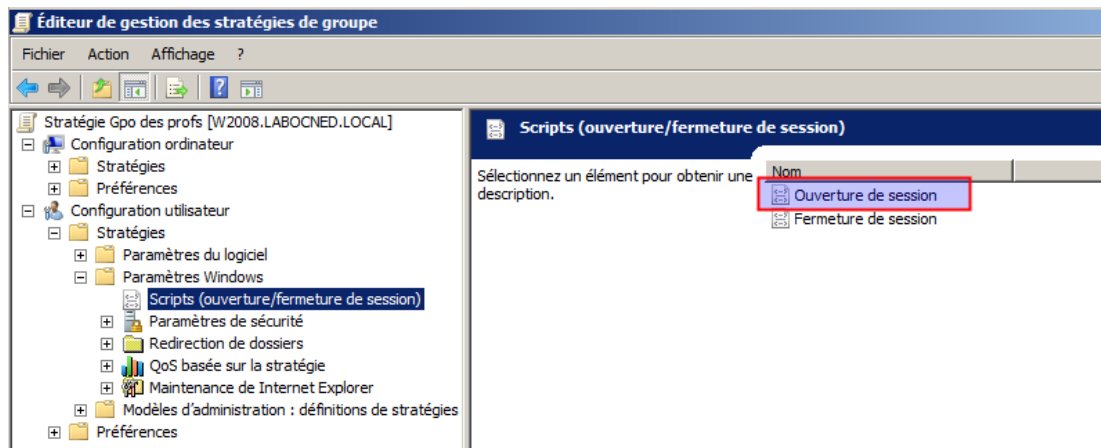 Éditeur de gestion des stratégies de groupe
Fichier Action Affichage ?
Stratégie Gpo des profs [W2008.LABOCNED.LOCAL]
Configuration ordinateur
Stratégies
Préférences
Configuration utilisateur
Stratégies
Paramètres du logiciel
Paramètres Windows
Scripts (ouverture/fermeture de session)
Paramètres de sécurité
Redirection de dossiers
QoS basée sur la stratégie
Maintenance de Internet Explorer
Modèles d'administration : définitions de stratégies
Préférences
Scripts (ouverture/fermeture de session)
Sélectionnez un élément pour obtenir une
description.
Nom
Ouverture de session
Fermeture de session